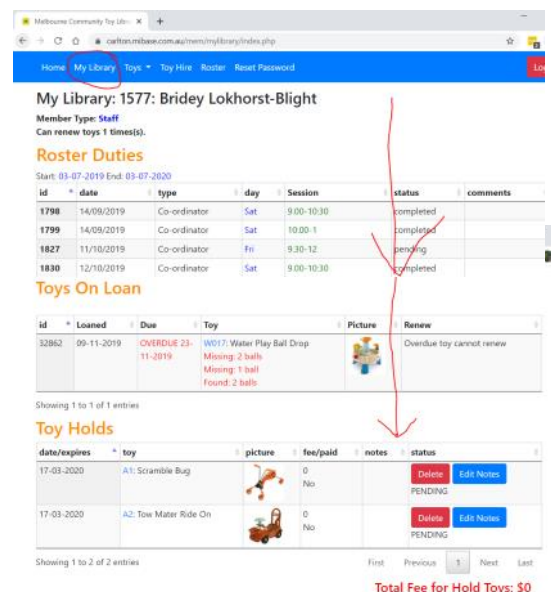 Melbourne Community Toy Libr
carlton.mibase.com.au/mem/mylibrary/index.php
Home My Library Toys Toy Hire Roster Reset Password
My Library: 1577: Bridey Lokhorst-Blight
Member Type: Staff
Can renew toys 1 times(s).
Roster Duties
Start: 03-07-2019 End: 03-07-2020
id date type day Session status comments
1798 14/09/2019 Co-ordinator Sat 9.00-10:30 completed
1799 14/09/2019 Co-ordinator Sat 10.00-1 completed
1827 11/10/2019 Co-ordinator Fri 9.30-12 pending
1830 12/10/2019 Co-ordinator Sat 9.00-10:30 completed
Toys On Loan
id Loaned Due Toy Picture Renew
32862 09-11-2019 OVERDUE 23- W017: Water Play Ball Drop Overdue toy cannot renew
11-2019 Missing: 2 balls
Missing: 1 ball
Found: 2 balls
Showing 1 to 1 of 1 entries
Toy Holds
date/expires toy picture fee/paid notes status
17-03-2020 A1: Scramble Bug 0 Delete Edit Notes
No PENDING
17-03-2020 A2: Tow Mater Ride On 0 Delete Edit Notes
No PENDING
Showing 1 to 2 of 2 entries First Previous 1 Next Last
Total Fee for Hold Toys: $0